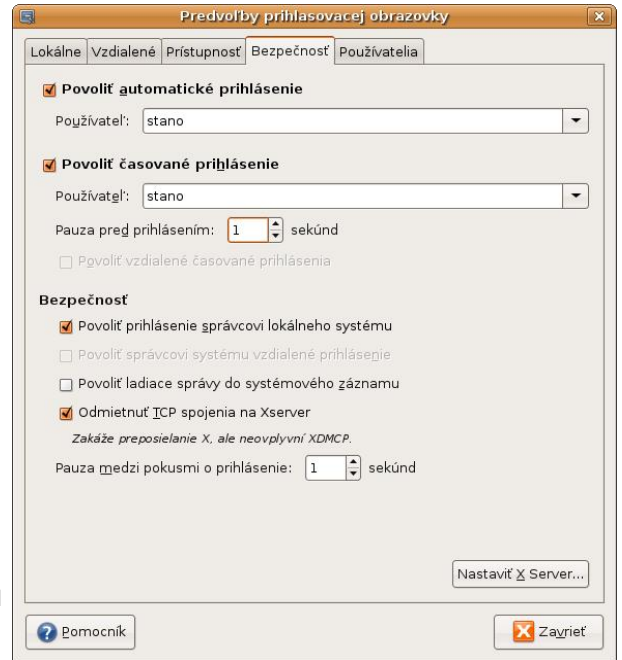 Predvoľby prihlasovacej obrazovky
Lokálne Vzdialené Prístupnosť Bezpečnosť Používatelia
Povoliť automatické prihlásenie
Používateľ: stano
Povoliť časované prihlásenie
Používateľ: stano
Pauza pred prihlásením: 1 sekúnd
Povoliť vzdialené časované prihlásenia
Bezpečnosť
Povoliť prihlásenie správcovi lokálneho systému
Povoliť správcovi systému vzdialené prihlásenie
Povoliť ladiace správy do systémového záznamu
Odmietnuť TCP spojenia na Xserver
Zakáže preposielanie X, ale neovplyvní XDMCP.
Pauza medzi pokusmi o prihlásenie: 1 sekúnd
Nastaviť X Server...
Pomocník Zavrieť